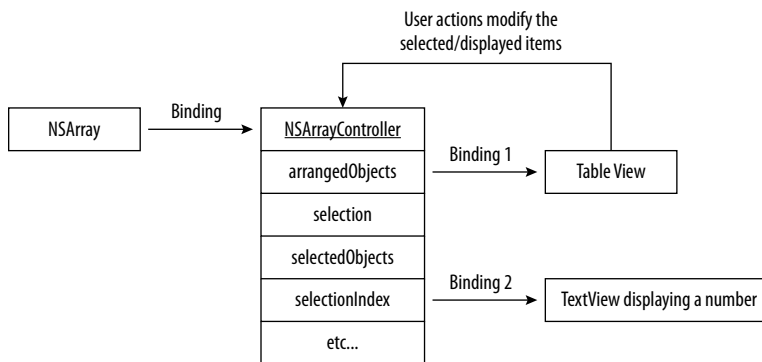 User actions modify the
selected/displayed items
NSArray
Binding
NSArrayController
arrangedObjects
Binding 1
Table View
selection
selectedObjects
selectionIndex
Binding 2
TextView displaying a number
etc...